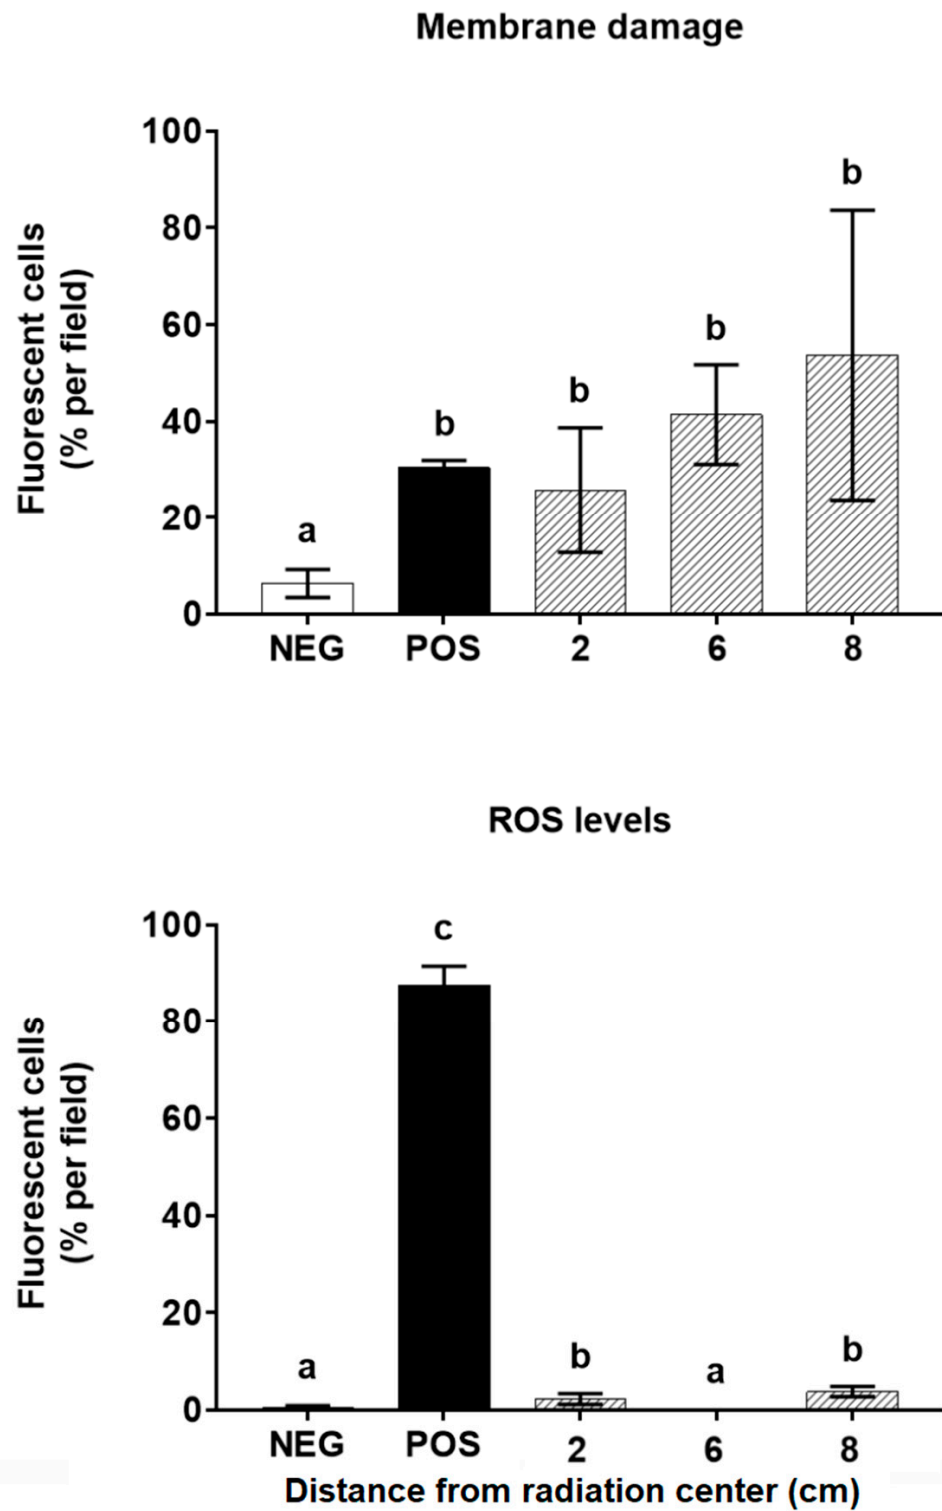 Membrane damage
Fluorescent cells
(% per field)
100
80
60
40
20
0
a
b
b
b
b
NEG POS 2 6 8
ROS levels
Fluorescent cells
(% per field)
100
80
60
40
20
0
a
c
b
a
b
NEG POS 2 6 8
Distance from radiation center (cm)